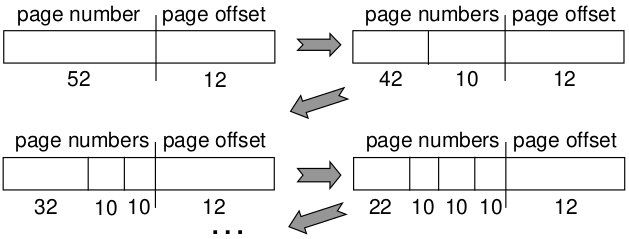 page number page offset page numbers page offset
52 12 42 10 12
page numbers page offset page numbers page offset
32 10 10 12 22 10 10 10 12
...